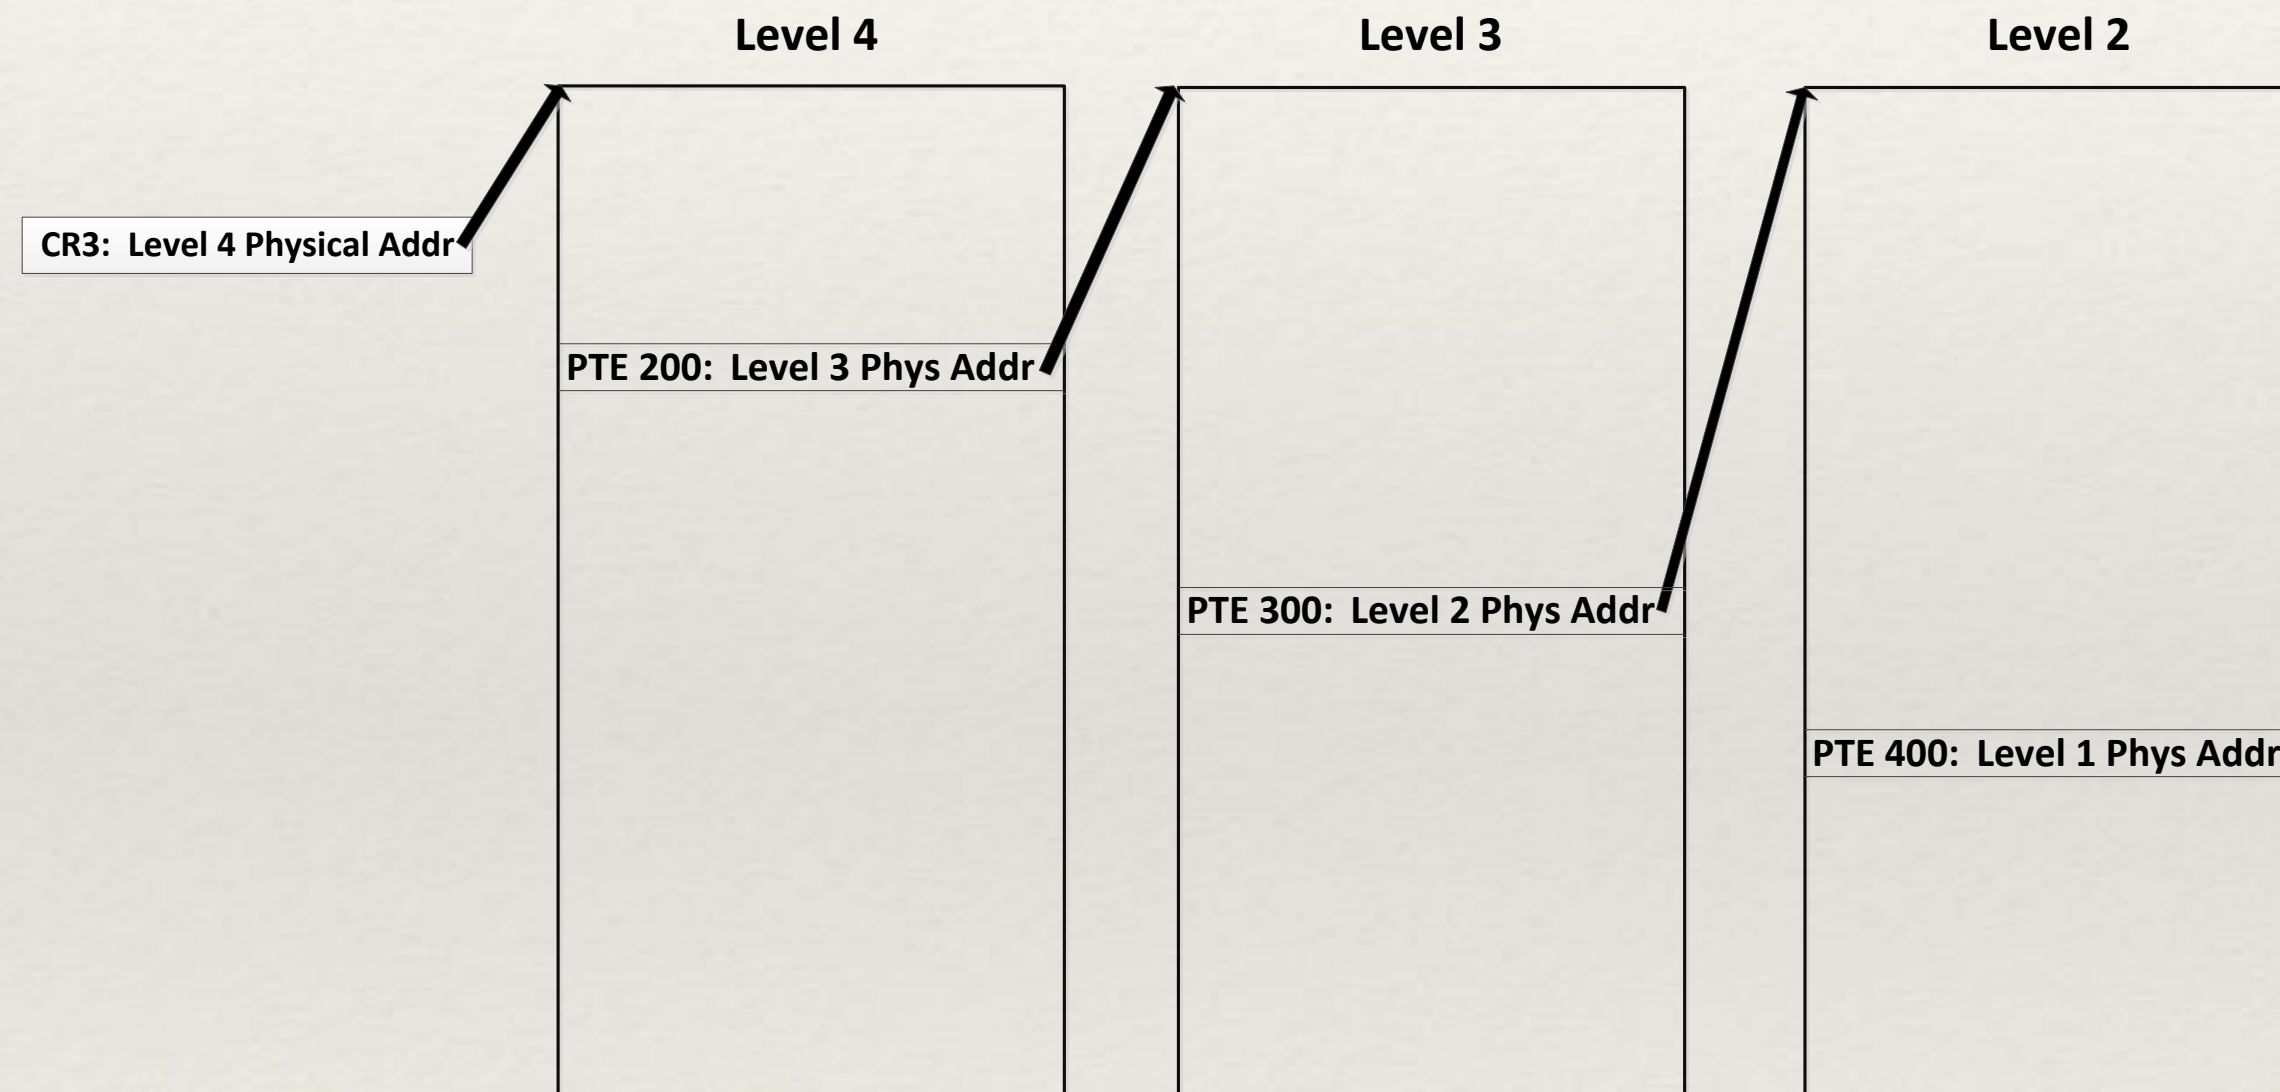 Level 4
Level 3
Level 2
CR3:  Level 4 Physical Addr
PTE 200:  Level 3 Phys Addr
PTE 300:  Level 2 Phys Addr
PTE 400:  Level 1 Phys Addr